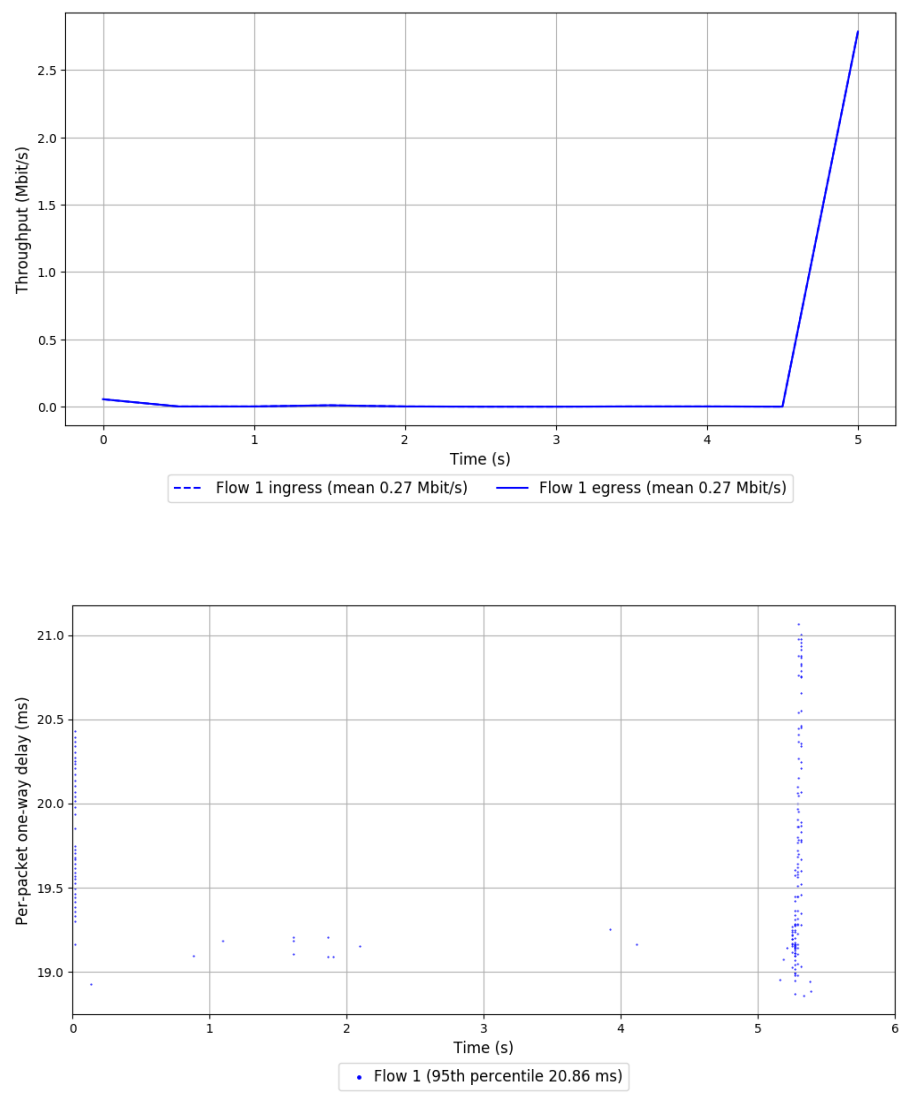 2.5
2.0
1.5
1.0
0.5
0.0
Throughput (Mbit/s)
0 1 2 3 4 5
Time (s)
Flow 1 ingress (mean 0.27 Mbit/s) Flow 1 egress (mean 0.27 Mbit/s)
21.0
20.5
20.0
19.5
19.0
Per-packet one-way delay (ms)
0 1 2 3 4 5 6
Time (s)
Flow 1 (95th percentile 20.86 ms)